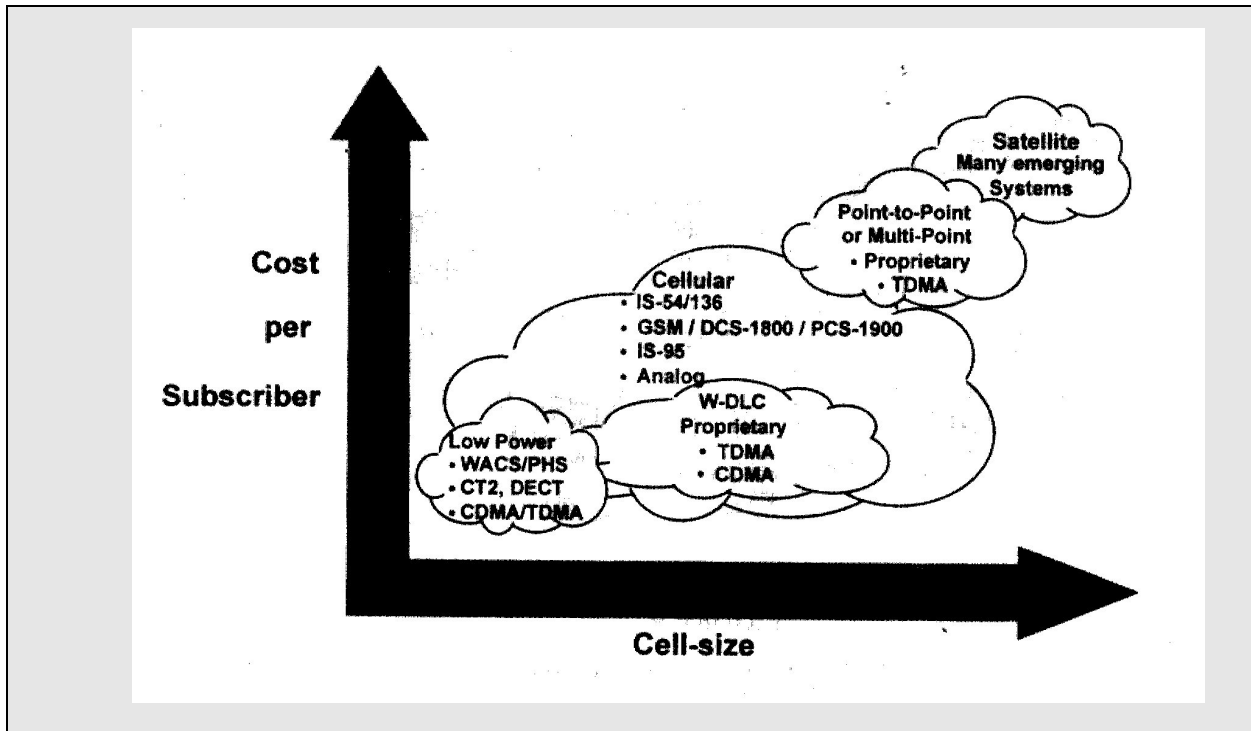 Satellite
Many emerging
Systems
Point-to-Point
or Multi-Point
• Proprietary
• TDMA
Cost
per
Subscriber
Cellular
• IS-54/136
• GSM / DCS-1800 / PCS-1900
• IS-95
• Analog
W-DLC
Proprietary
• TDMA
• CDMA
Low Power
• WACS/PHS
• CT2, DECT
• CDMA/TDMA
Cell-size